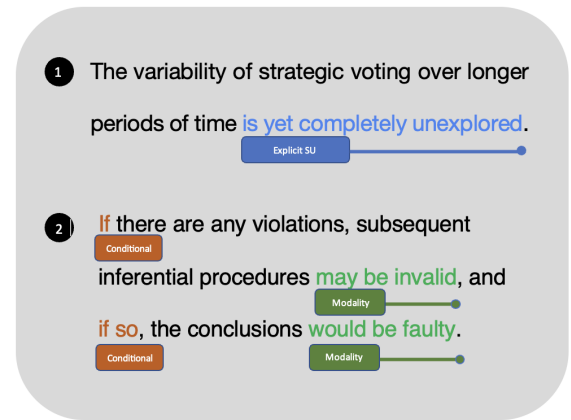 1 The variability of strategic voting over longer
periods of time is yet completely unexplored.
Explicit SU
2 If there are any violations, subsequent
Conditional
inferential procedures may be invalid, and
Modality
if so, the conclusions would be faulty.
Conditional Modality